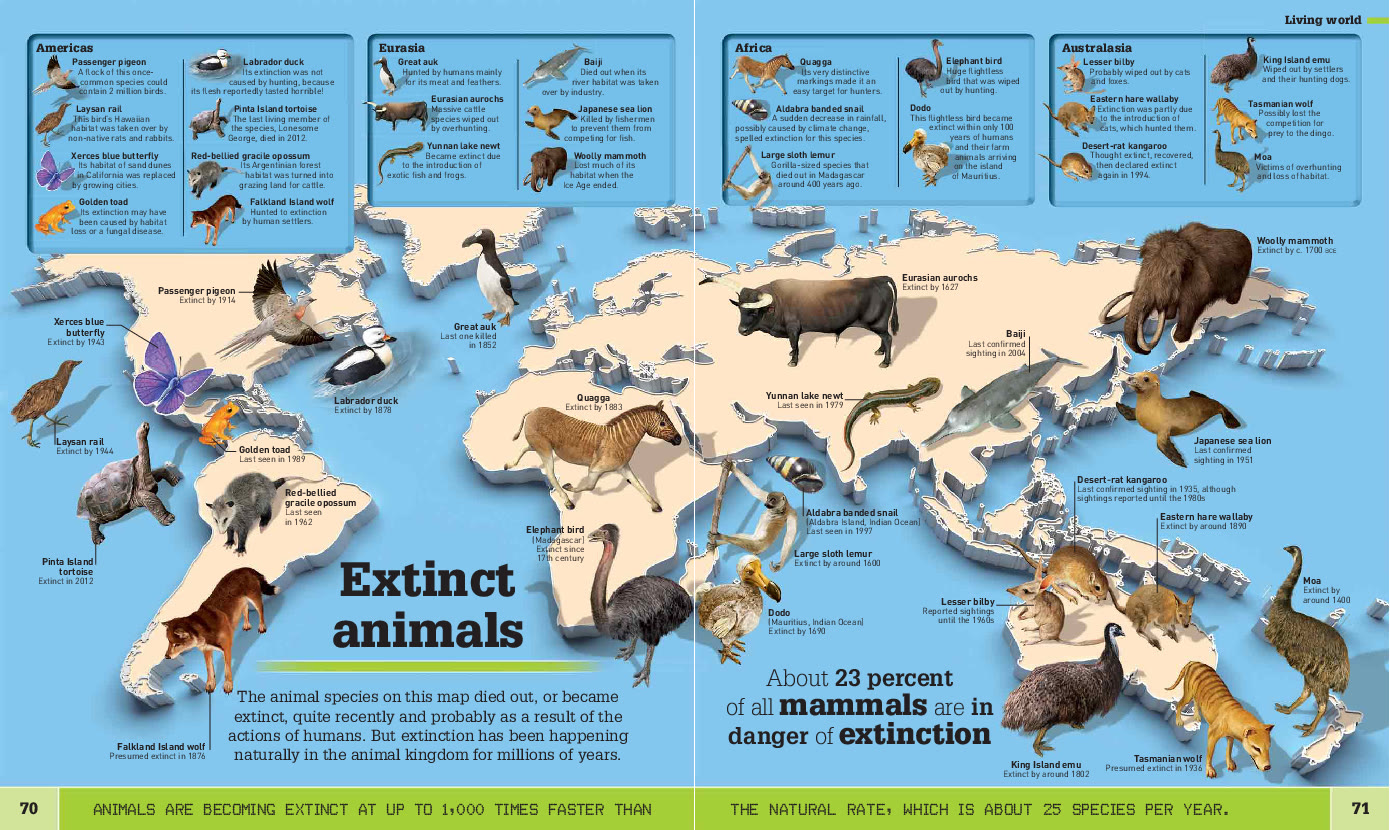 Living world
Americas
Passenger pigeon
A flock of this once-
common species could
contain 2 million birds.
Laysan rail
This bird's Hawaiian
habitat was taken over by
non-native rats and rabbits.
Xerces blue butterfly
Its habitat of sand dunes
in California was replaced
by growing cities.
Golden toad
Its extinction may have
been caused by habitat
loss or a fungal disease.
Labrador duck
Its extinction was not
caused by hunting, because
its flesh reportedly tasted horrible!
Pinta Island tortoise
The last living member of
the species, Lonesome
George, died in 2012.
Red-bellied gracile opossum
Its Argentinian forest
habitat was turned into
grazing land for cattle.
Falkland Island wolf
Hunted to extinction
by human settlers.
Eurasia
Great auk
Hunted by humans mainly
for its meat and feathers.
Eurasian aurochs
Massive cattle
species wiped out
by overhunting.
Yunnan lake newt
Became extinct due
to the introduction of
exotic fish and frogs.
Baiji
Died out when its
river habitat was taken
over by industry.
Japanese sea lion
Killed by fishermen
to prevent them from
competing for fish.
Woolly mammoth
Lost much of its
habitat when the
Ice Age ended.
Africa
Quagga
Its very distinctive
markings made it an
easy target for hunters.
Aldabra banded snail
A sudden decrease in rainfall,
possibly caused by climate change,
spelled extinction for this species.
Large sloth lemur
Gorilla-sized species that
died out in Madagascar
around 400 years ago.
Elephant bird
Huge flightless
bird that was wiped
out by hunting.
Dodo
This flightless bird became
extinct within only 100
years of humans
and their farm
animals arriving
on the island
of Mauritius.
Australasia
Lesser bilby
Probably wiped out by cats
and foxes.
Eastern hare wallaby
Extinction was partly due
to the introduction of
cats, which hunted them.
Desert-rat kangaroo
Thought extinct, recovered,
then declared extinct
again in 1994.
King Island emu
Wiped out by settlers
and their hunting dogs.
Tasmanian wolf
Possibly lost the
competition for
prey to the dingo.
Moa
Victims of overhunting
and loss of habitat.
Passenger pigeon
Extinct by 1914
Xerces blue
butterfly
Extinct by 1943
Laysan rail
Extinct by 1944
Great auk
Last one killed
in 1852
Labrador duck
Extinct by 1878
Golden toad
Last seen in 1989
Red-bellied
gracile opossum
Last seen
in 1962
Pinta Island
tortoise
Extinct in 2012
Falkland Island wolf
Presumed extinct in 1876
Quagga
Extinct by 1883
Elephant bird
(Madagascar)
Extinct since
17th century
Eurasian aurochs
Extinct by 1627
Woolly mammoth
Extinct by c. 1700 BCE
Baiji
Last confirmed
sighting in 2004
Yunnan lake newt
Last seen in 1979
Japanese sea lion
Last confirmed
sighting in 1951
Aldabra banded snail
(Aldabra Island, Indian Ocean)
Last seen in 1997
Large sloth lemur
Extinct by around 1600
Dodo
(Mauritius, Indian Ocean)
Extinct by 1690
Desert-rat kangaroo
Last confirmed sighting in 1935, although
sightings reported until the 1980s
Eastern hare wallaby
Extinct by around 1890
Lesser bilby
Reported sightings
until the 1960s
Moa
Extinct by
around 1400
King Island emu
Extinct by around 1802
Tasmanian wolf
Presumed extinct in 1936
Extinct
animals
The animal species on this map died out, or became
extinct, quite recently and probably as a result of the
actions of humans. But extinction has been happening
naturally in the animal kingdom for millions of years.
About 23 percent
of all mammals are in
danger of extinction
70
ANIMALS ARE BECOMING EXTINCT AT UP TO 1,000 TIMES FASTER THAN
THE NATURAL RATE, WHICH IS ABOUT 25 SPECIES PER YEAR.
71